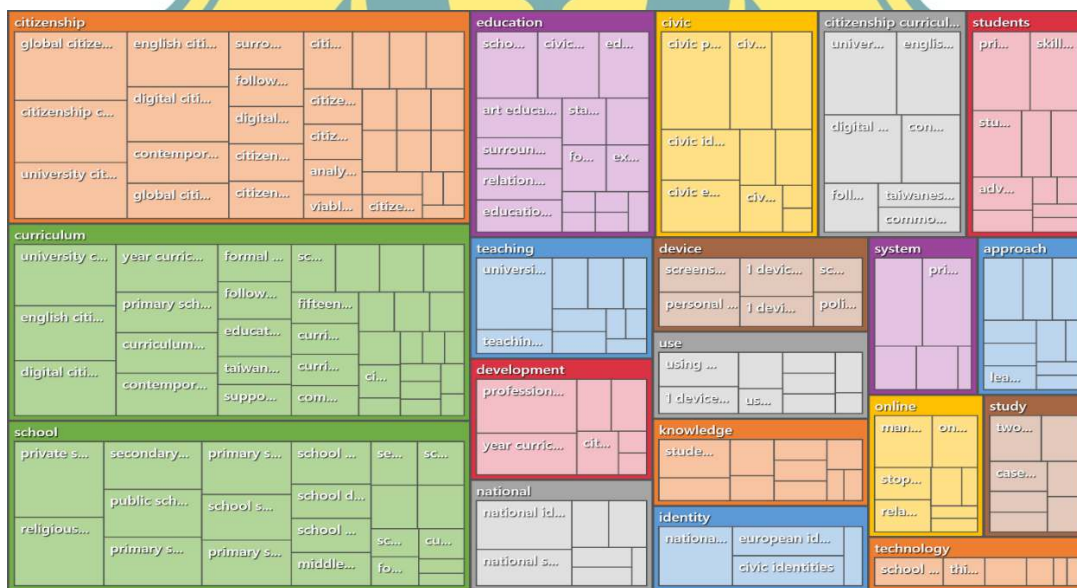 citizenship
global citize...
citizenship c...
university cit...
english citi...
digital citi...
contempor...
global citi...
surro...
follow...
digital...
citizen...
citizen...
citi...
citize...
citiz...
analy...
viabl...
citize...
curriculum
university c...
english citi...
digital citi...
year curric...
primary sch...
curriculum...
contempor...
formal ...
follow...
educat...
taiwan...
suppo...
sc...
fifteen...
curri...
curri...
com...
ci...
school
private s...
religious...
secondary...
public sch...
primary s...
primary s...
school s...
primary s...
school ...
school d...
school ...
middle...
se...
sc...
sc...
fo...
cu...
education
scho...
civic...
ed...
art educa...
surroun...
relation...
educatio...
sta...
fo...
ex...
teaching
universi...
teachin...
development
profession...
year curric...
cit...
national
national id...
national s...
civic
civic p...
civic id...
civic e...
civ...
civ...
citizenship curricul...
univer...
englis...
digital ...
con...
foll...
taiwanes...
commo...
students
pri...
skill...
stu...
adv...
device
screens...
personal ...
1 devic...
1 devi...
sc...
poli...
use
using ...
1 device...
us...
knowledge
stude...
identity
nationa...
european id...
civic identities
system
pri...
approach
lea...
online
man...
on...
stop...
rela...
study
two...
case...
technology
school ...
thi...